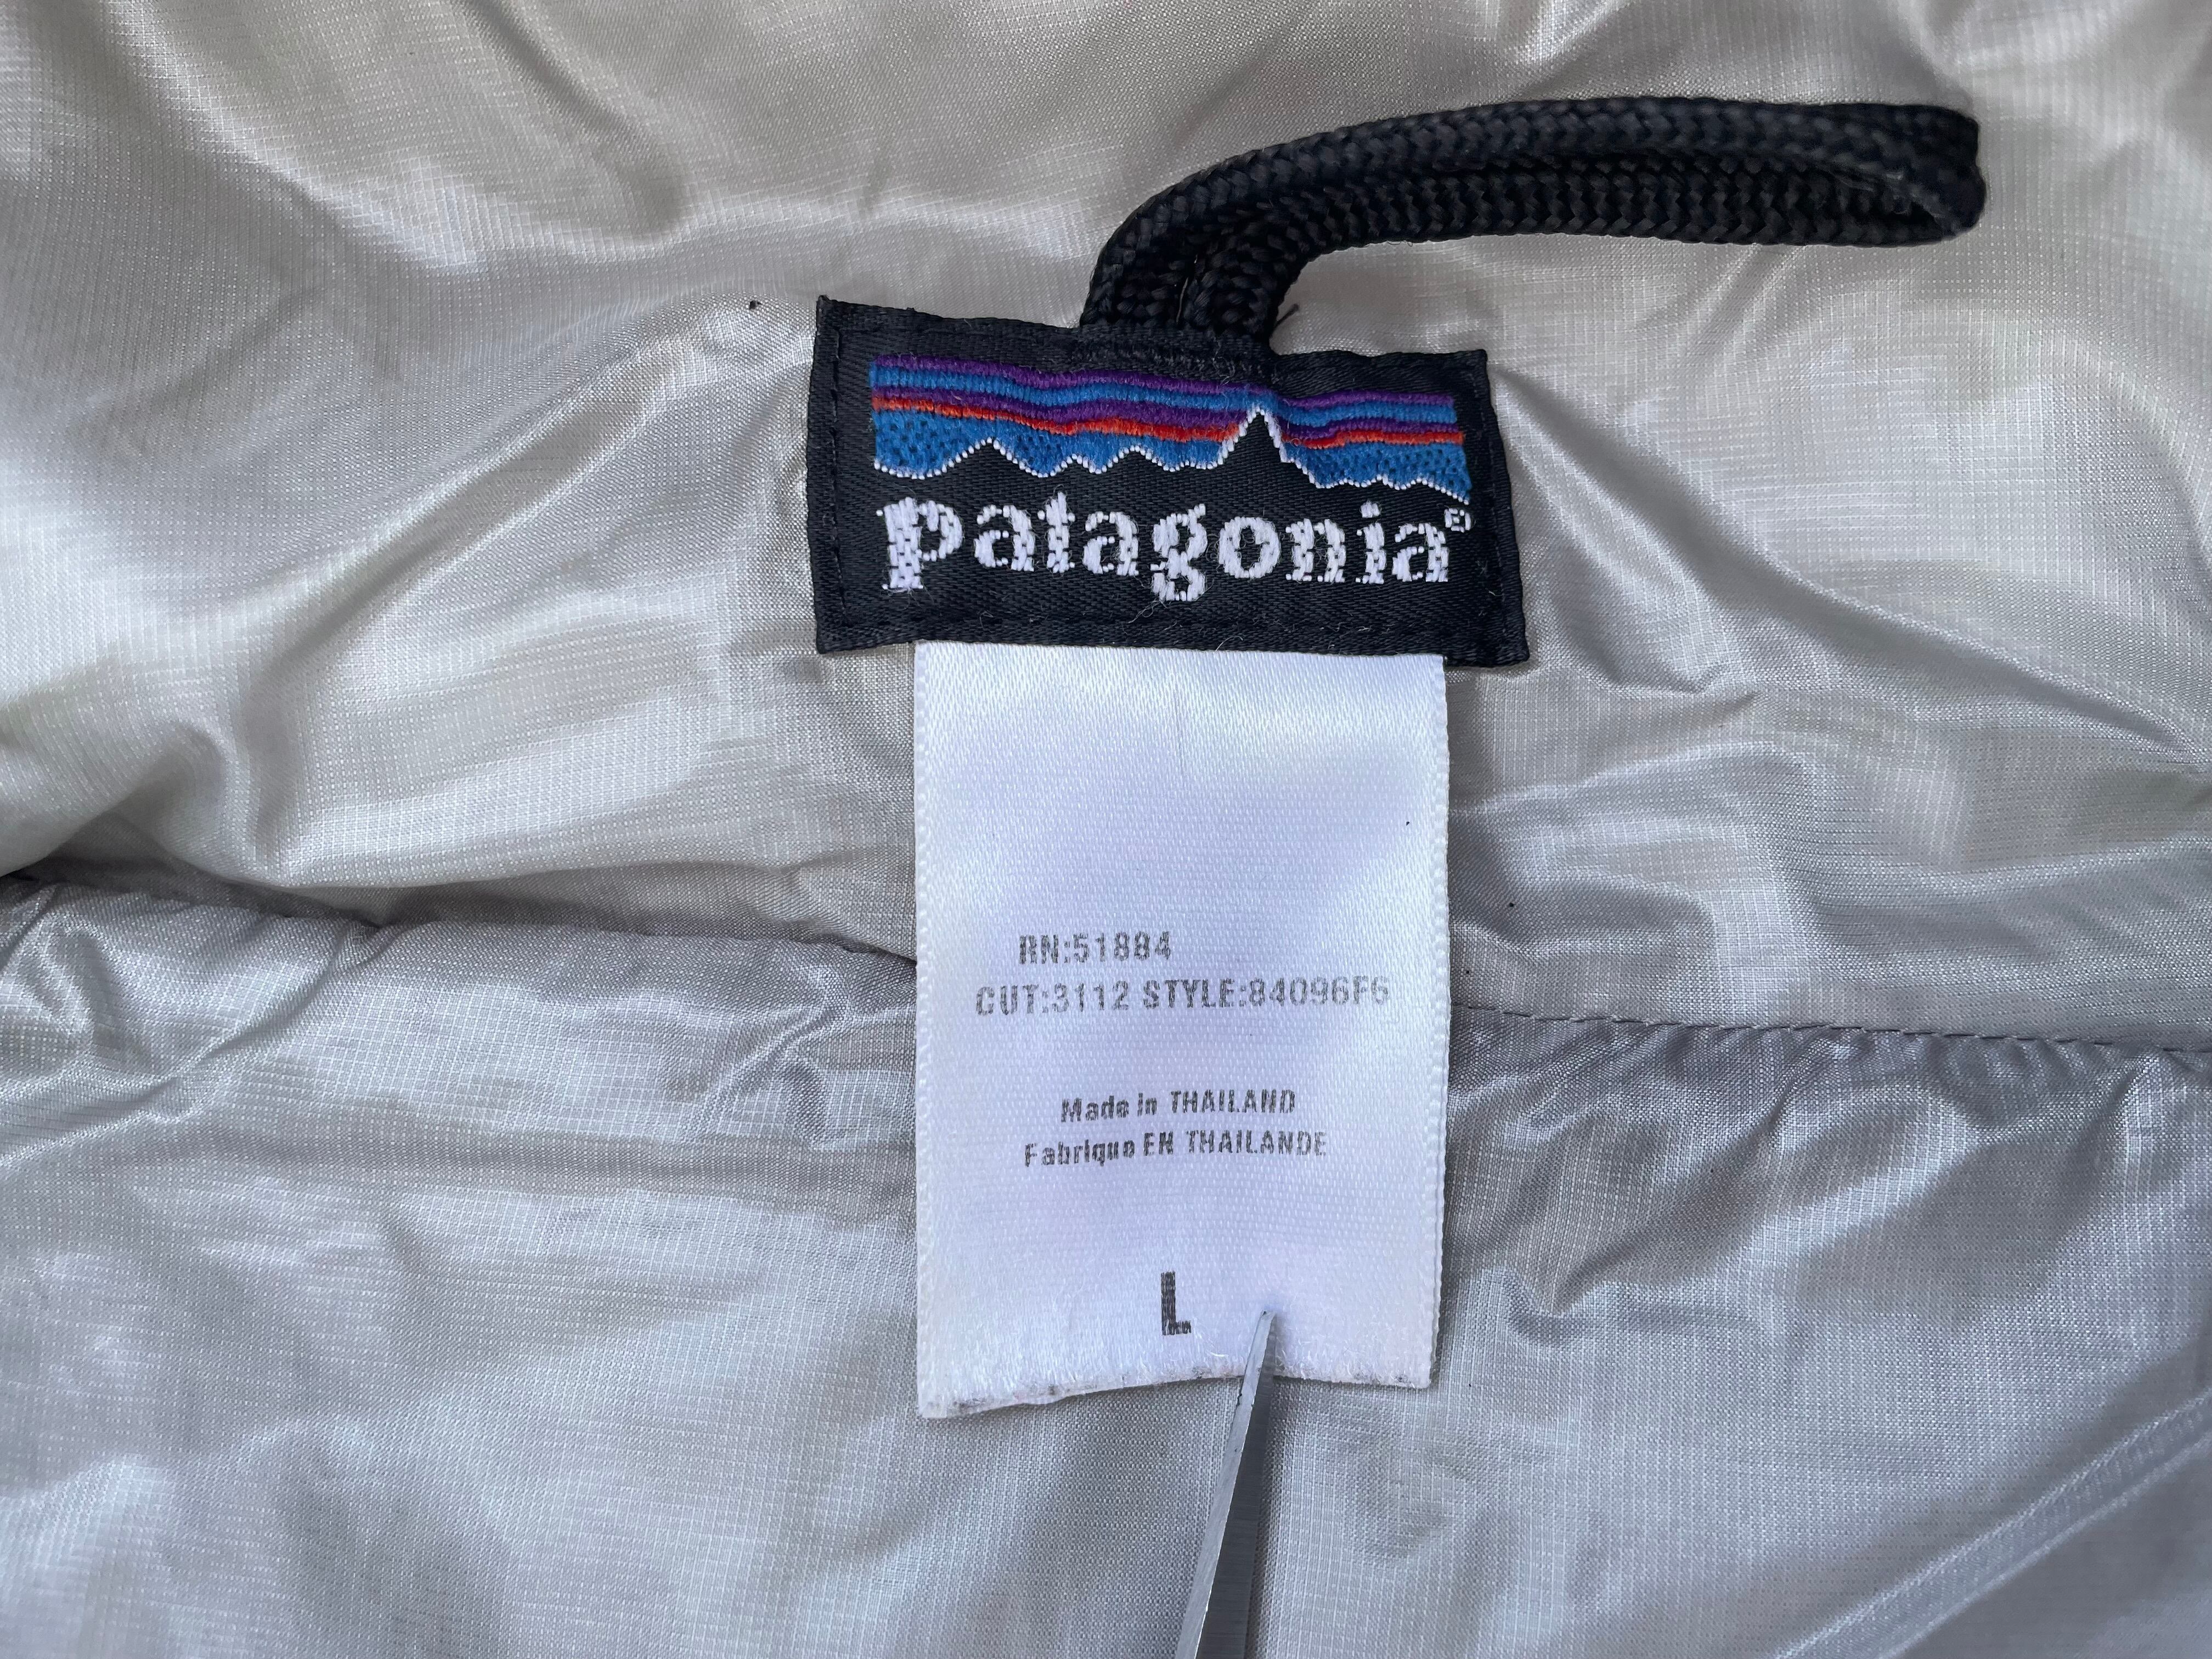 patagonia®
RN:51884
CUT:3112 STYLE:84096F6
Made in THAILAND
Fabrique EN THAILANDE
L